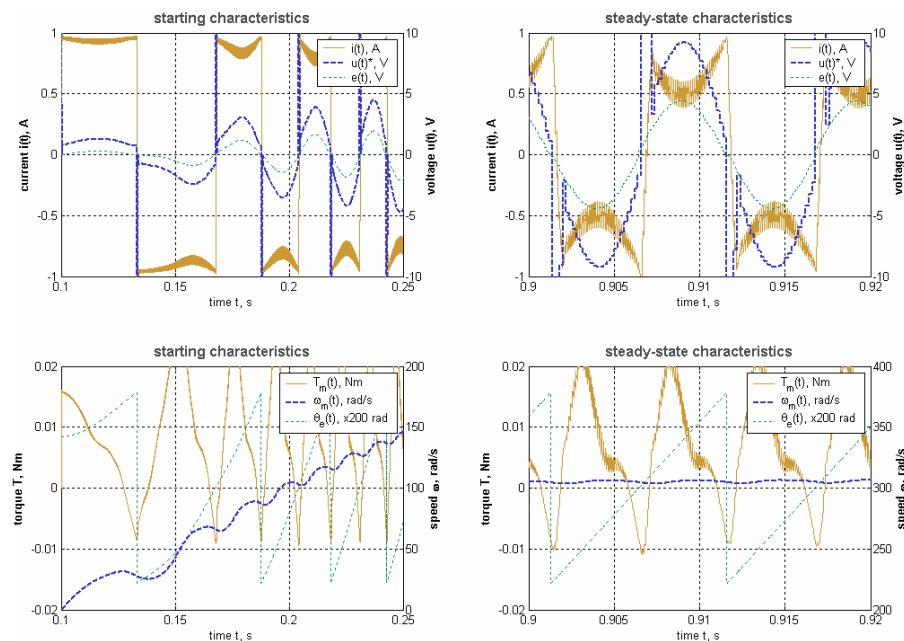 starting characteristics
1
0.5
0
-0.5
-1
current i(t), A
i(t), A
u(t)*, V
e(t), V
10
5
0
-5
-10
voltage u(t), V
0.1
0.15
0.2
0.25
time t, s
steady-state characteristics
1
0.5
0
-0.5
-1
current i(t), A
i(t), A
u(t)*, V
e(t), V
10
5
0
-5
-10
voltage u(t), V
0.9
0.905
0.91
0.915
0.92
time t, s
starting characteristics
0.02
0.01
0
-0.01
-0.02
torque T, Nm
T_m(t), Nm
ω_m(t), rad/s
θ_e(t), x200 rad
200
150
100
50
0
speed ω, rad/s
0.1
0.15
0.2
0.25
time t, s
steady-state characteristics
0.02
0.01
0
-0.01
-0.02
torque T, Nm
T_m(t), Nm
ω_m(t), rad/s
θ_e(t), x200 rad
400
350
300
250
200
speed ω, rad/s
0.9
0.905
0.91
0.915
0.92
time t, s